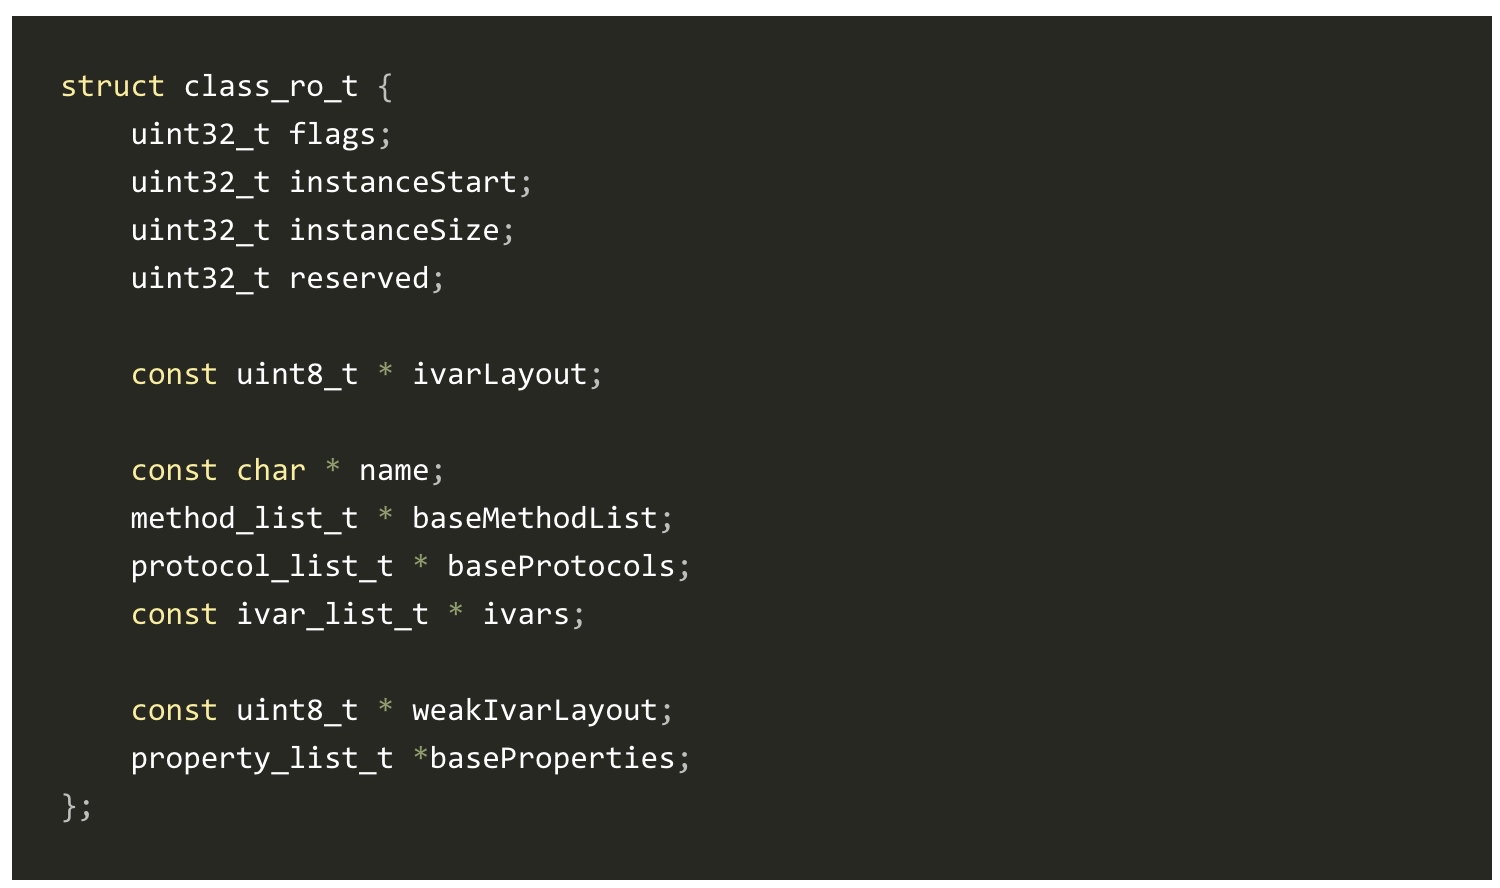 struct class_ro_t {
    uint32_t flags;
    uint32_t instanceStart;
    uint32_t instanceSize;
    uint32_t reserved;

    const uint8_t * ivarLayout;

    const char * name;
    method_list_t * baseMethodList;
    protocol_list_t * baseProtocols;
    const ivar_list_t * ivars;

    const uint8_t * weakIvarLayout;
    property_list_t *baseProperties;
};